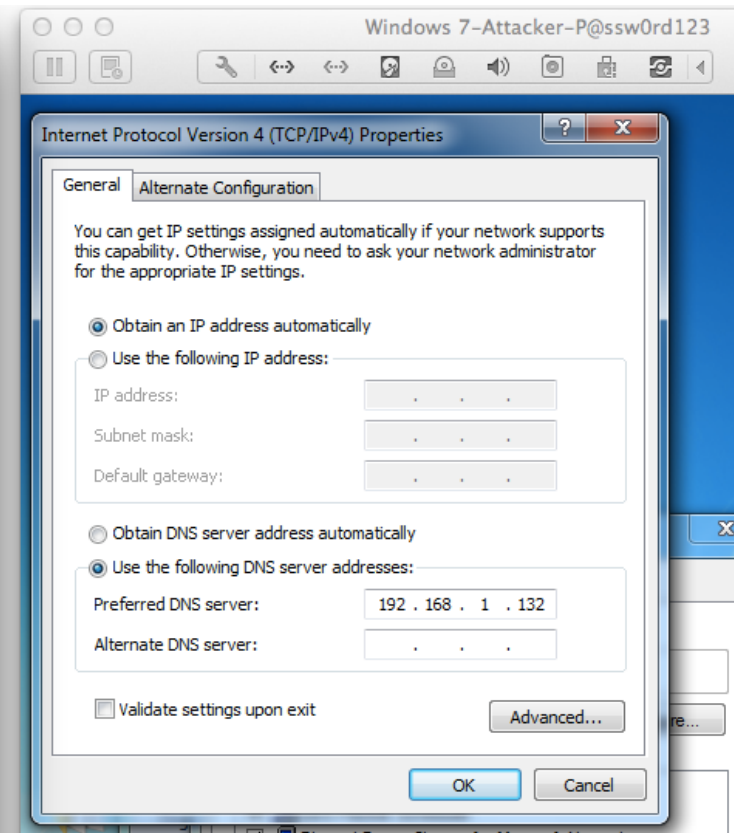 Windows 7-Attacker-P@ssw0rd123
Internet Protocol Version 4 (TCP/IPv4) Properties
General
Alternate Configuration
You can get IP settings assigned automatically if your network supports
this capability. Otherwise, you need to ask your network administrator
for the appropriate IP settings.
Obtain an IP address automatically
Use the following IP address:
IP address:
. . .
Subnet mask:
. . .
Default gateway:
. . .
Obtain DNS server address automatically
Use the following DNS server addresses:
Preferred DNS server:
192 . 168 . 1 . 132
Alternate DNS server:
. . .
Validate settings upon exit
Advanced...
re...
OK
Cancel